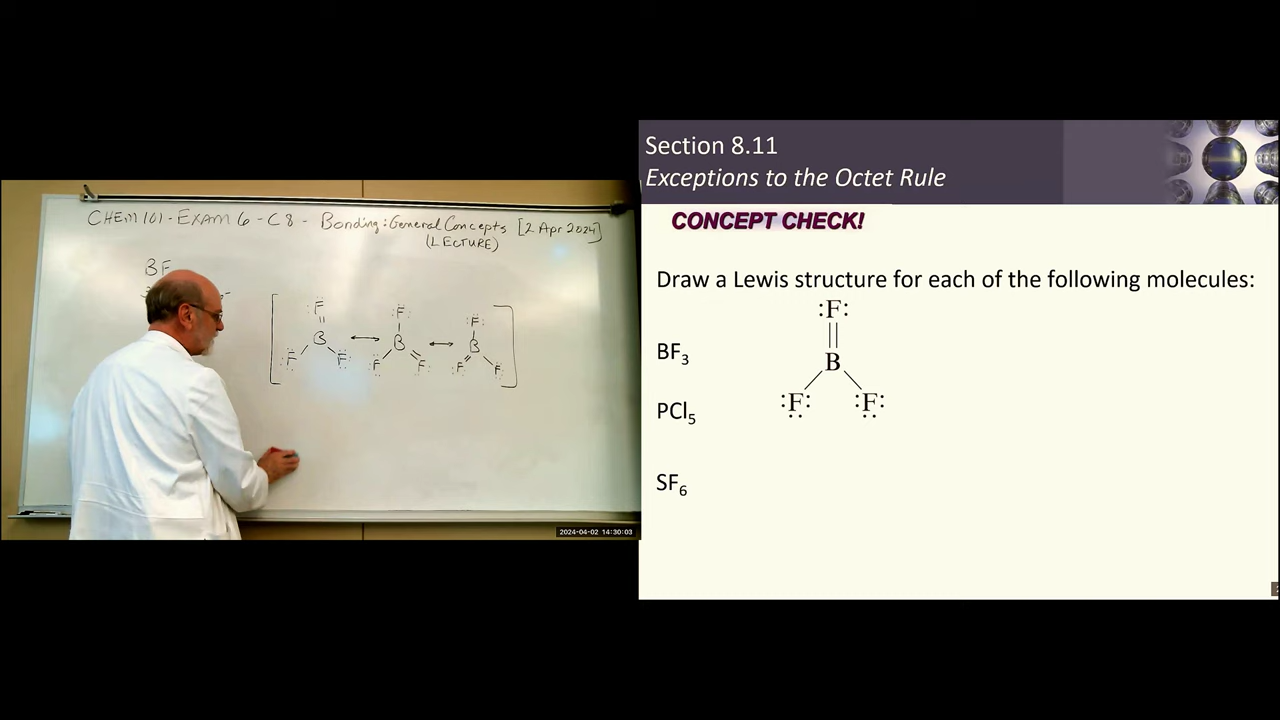 CHEM 101 - EXAM 6 - C8 - Bonding: General Concepts [2 Apr 2024]
(LECTURE)
BF
:F: :F: :F:
B ↔ B ↔ B
F F F F F F
2024-04-02 14:30:03
Section 8.11
Exceptions to the Octet Rule
CONCEPT CHECK!
Draw a Lewis structure for each of the following molecules:
:F:
BF₃ B
PCl₅ :F: :F:
SF₆